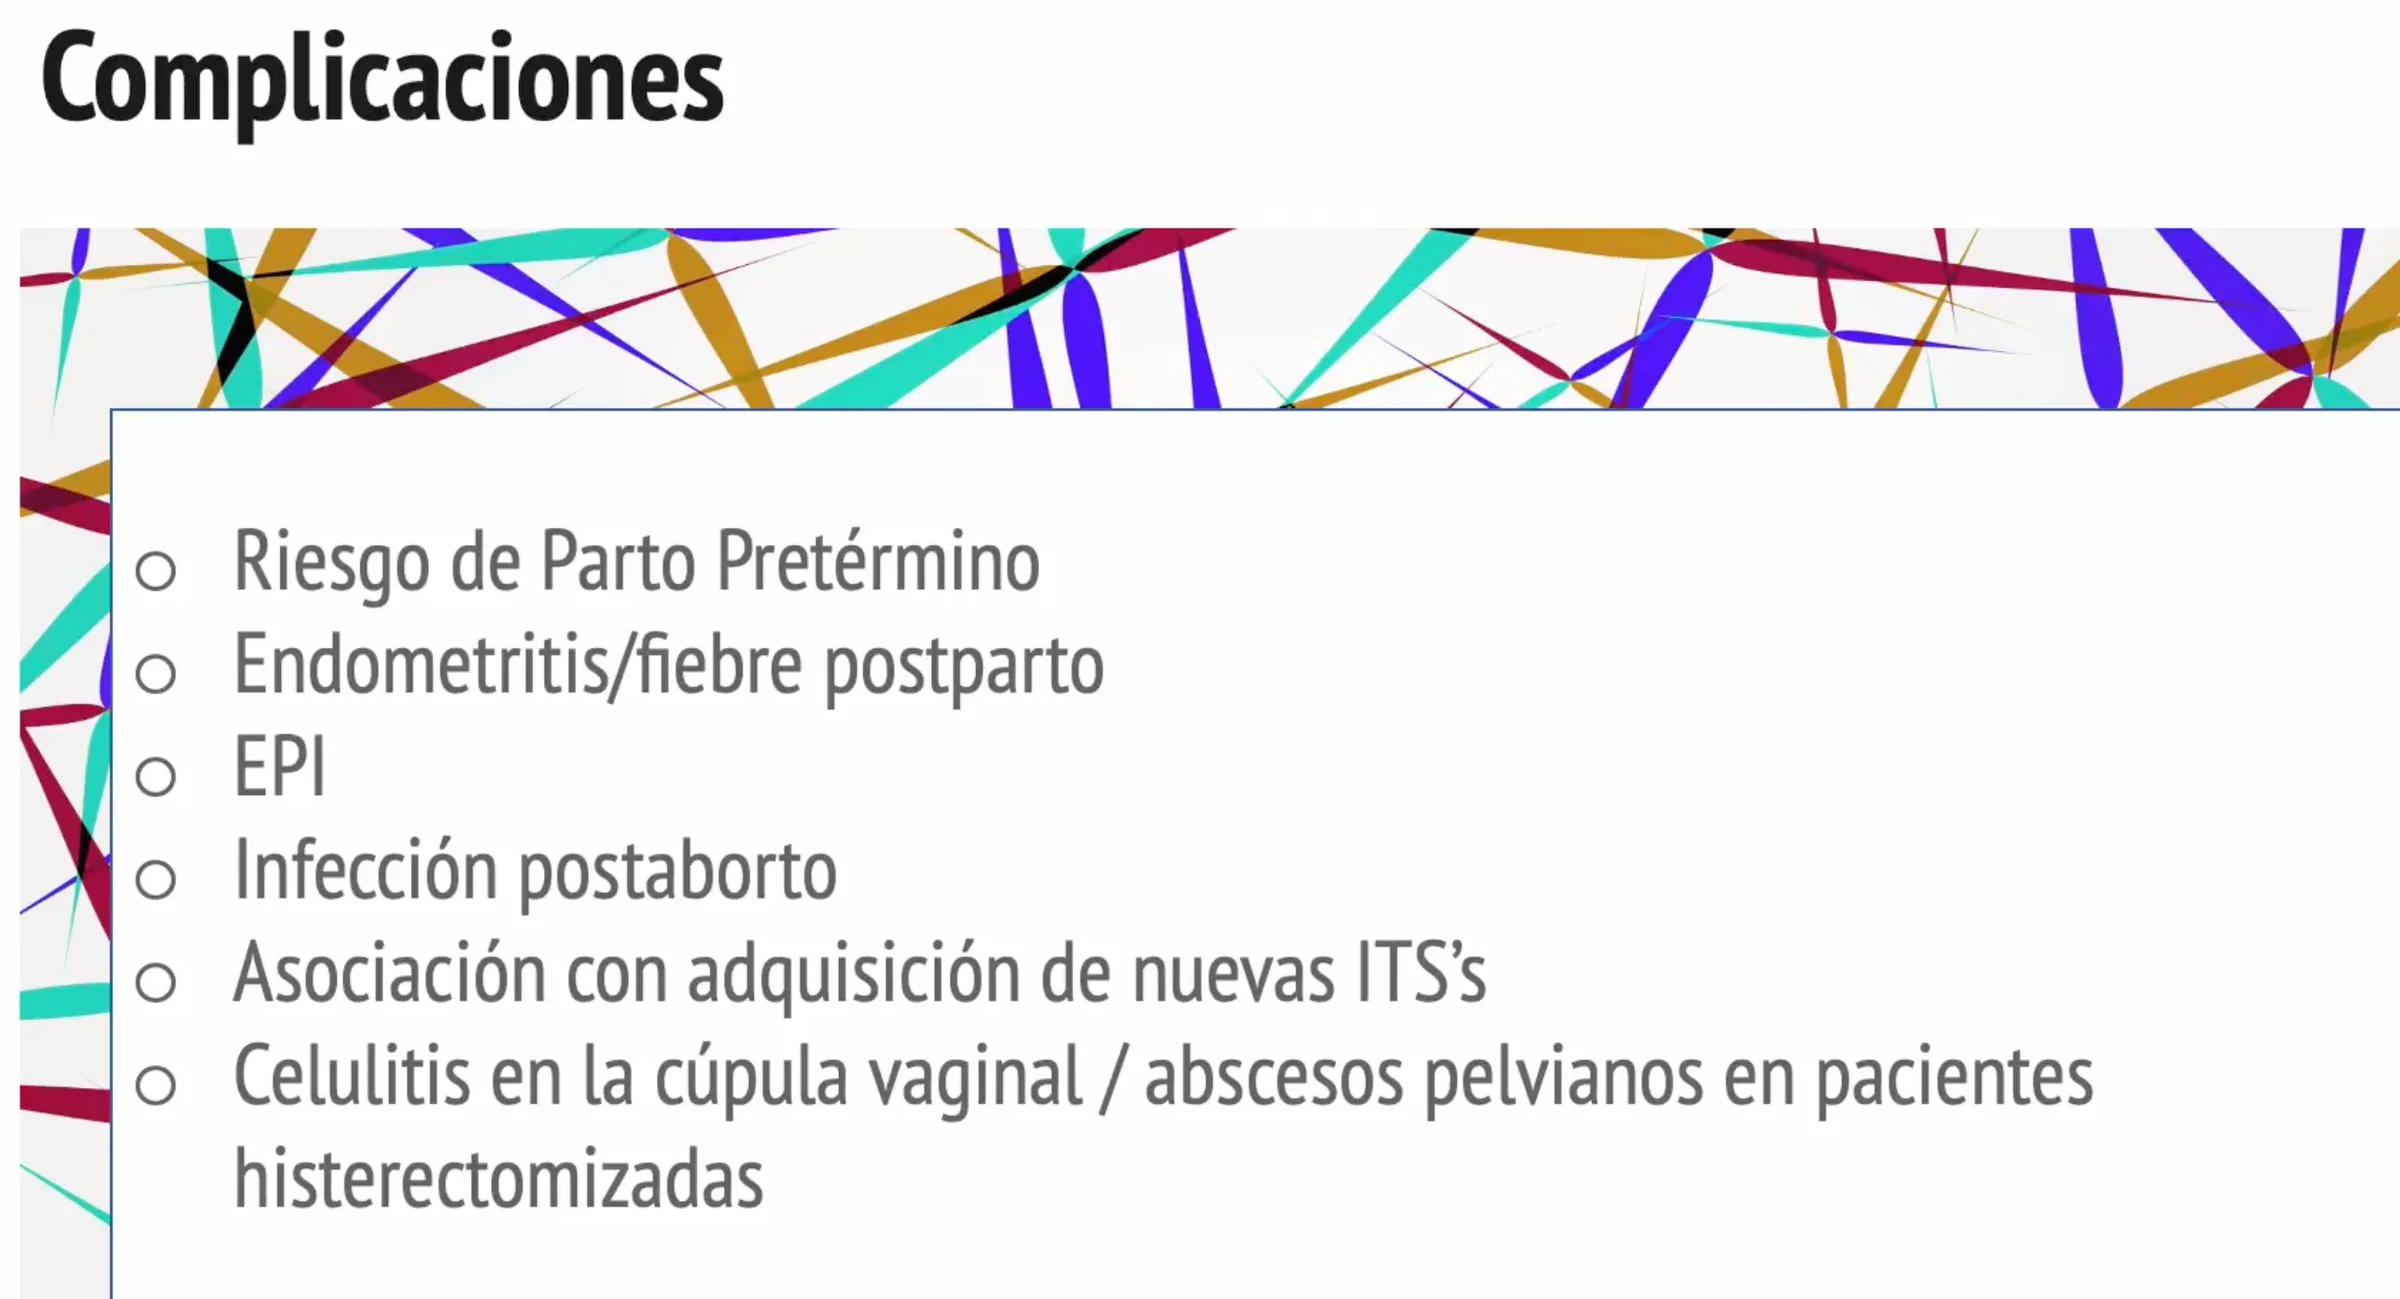 Complicaciones
Riesgo de Parto Pretérmino
Endometritis/fiebre postparto
EPI
Infección postaborto
Asociación con adquisición de nuevas ITS’s
Celulitis en la cúpula vaginal / abscesos pelvianos en pacientes
histerectomizadas